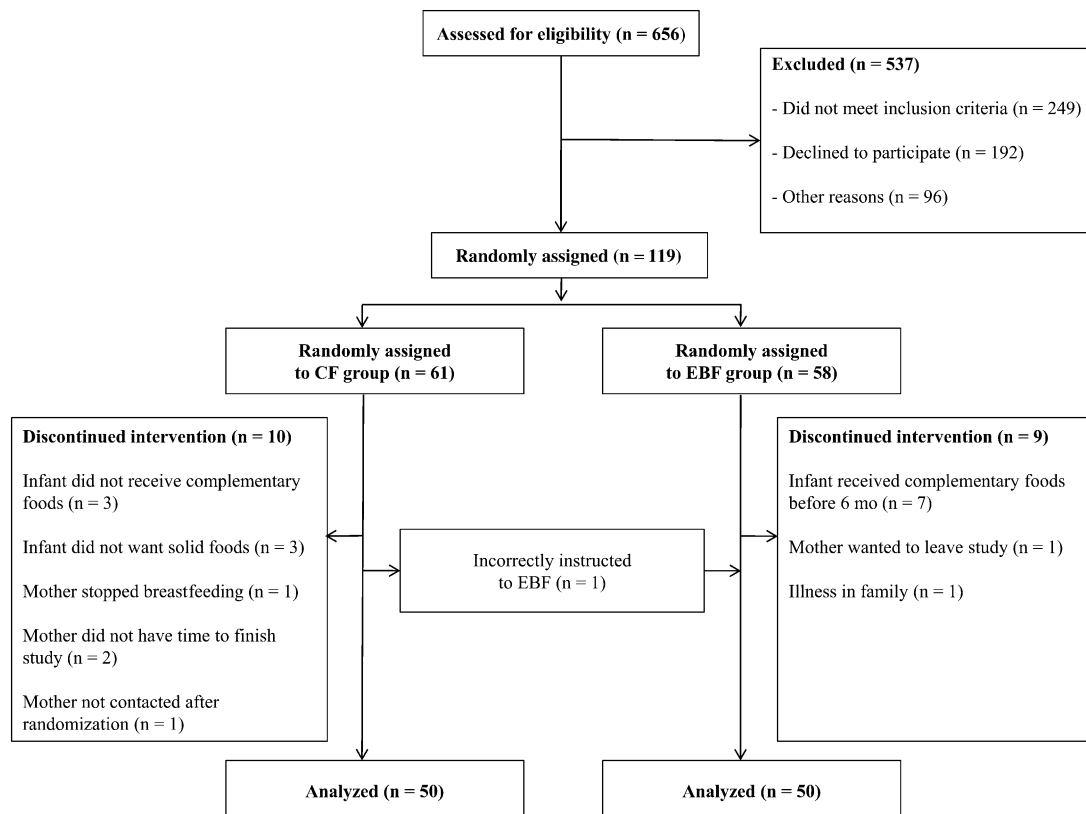 Assessed for eligibility (n = 656)
Excluded (n = 537)
- Did not meet inclusion criteria (n = 249)
- Declined to participate (n = 192)
- Other reasons (n = 96)
Randomly assigned (n = 119)
Randomly assigned
to CF group (n = 61)
Randomly assigned
to EBF group (n = 58)
Discontinued intervention (n = 10)
Infant did not receive complementary
foods (n = 3)
Infant did not want solid foods (n = 3)
Mother stopped breastfeeding (n = 1)
Mother did not have time to finish
study (n = 2)
Mother not contacted after
randomization (n = 1)
Incorrectly instructed
to EBF (n = 1)
Discontinued intervention (n = 9)
Infant received complementary foods
before 6 mo (n = 7)
Mother wanted to leave study (n = 1)
Illness in family (n = 1)
Analyzed (n = 50)
Analyzed (n = 50)